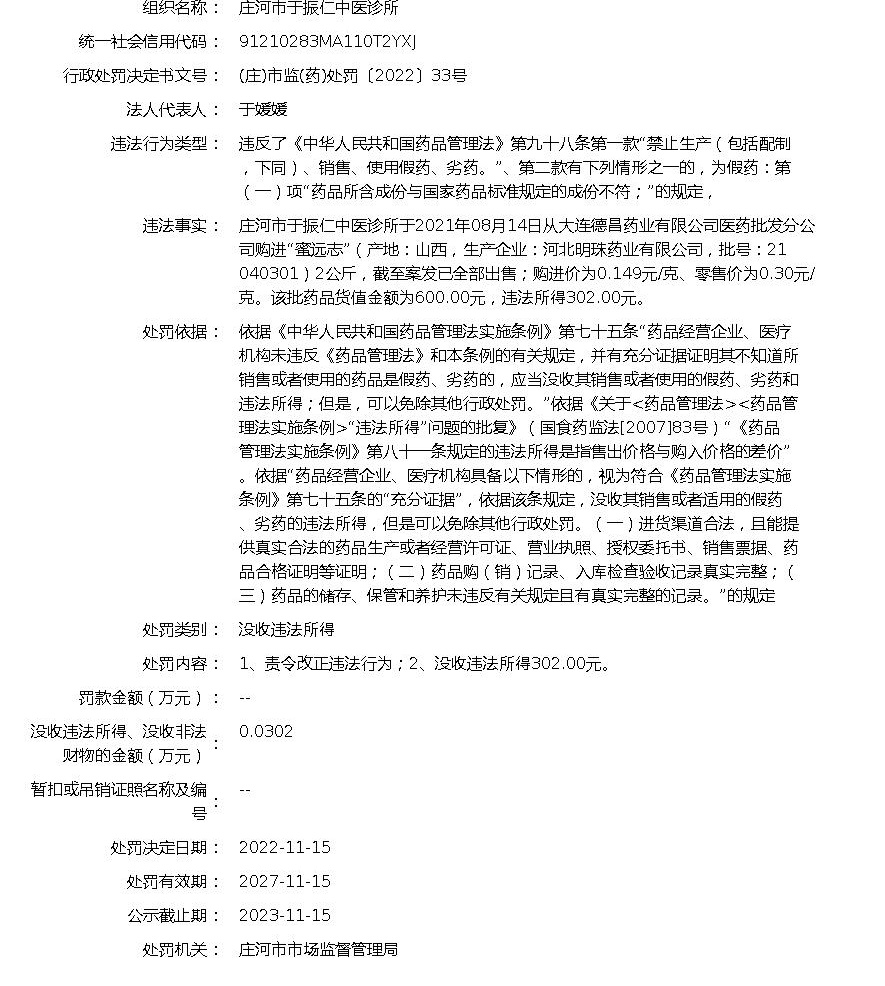 组织名称： 庄河市于振仁中医诊所
统一社会信用代码： 91210283MA110T2YXJ
行政处罚决定书文号： (庄)市监(药)处罚〔2022〕33号
法人代表人： 于媛媛
违法行为类型： 违反了《中华人民共和国药品管理法》第九十八条第一款“禁止生产（包括配制
，下同）、销售、使用假药、劣药。”、第二款有下列情形之一的，为假药：第
（一）项“药品所含成份与国家药品标准规定的成份不符；”的规定，
违法事实： 庄河市于振仁中医诊所于2021年08月14日从大连德昌药业有限公司医药批发分公
司购进“蜜远志”（产地：山西，生产企业：河北明珠药业有限公司，批号：21
040301）2公斤，截至案发已全部出售；购进价为0.149元/克、零售价为0.30元/
克。该批药品货值金额为600.00元，违法所得302.00元。
处罚依据： 依据《中华人民共和国药品管理法实施条例》第七十五条“药品经营企业、医疗
机构未违反《药品管理法》和本条例的有关规定，并有充分证据证明其不知道所
销售或者使用的药品是假药、劣药的，应当没收其销售或者使用的假药、劣药和
违法所得；但是，可以免除其他行政处罚。”依据《关于<药品管理法><药品管
理法实施条例>“违法所得”问题的批复》（国食药监法[2007]83号）“《药品
管理法实施条例》第八十一条规定的违法所得是指售出价格与购入价格的差价”
。依据“药品经营企业、医疗机构具备以下情形的，视为符合《药品管理法实施
条例》第七十五条的“充分证据”，依据该条规定，没收其销售或者适用的假药
、劣药的违法所得，但是可以免除其他行政处罚。（一）进货渠道合法，且能提
供真实合法的药品生产或者经营许可证、营业执照、授权委托书、销售票据、药
品合格证明等证明；（二）药品购（销）记录、入库检查验收记录真实完整；（
三）药品的储存、保管和养护未违反有关规定且有真实完整的记录。”的规定
处罚类别： 没收违法所得
处罚内容： 1、责令改正违法行为；2、没收违法所得302.00元。
罚款金额（万元）： --
没收违法所得、没收非法
财物的金额（万元）： 0.0302
暂扣或吊销证照名称及编
号： --
处罚决定日期： 2022-11-15
处罚有效期： 2027-11-15
公示截止期： 2023-11-15
处罚机关： 庄河市市场监督管理局